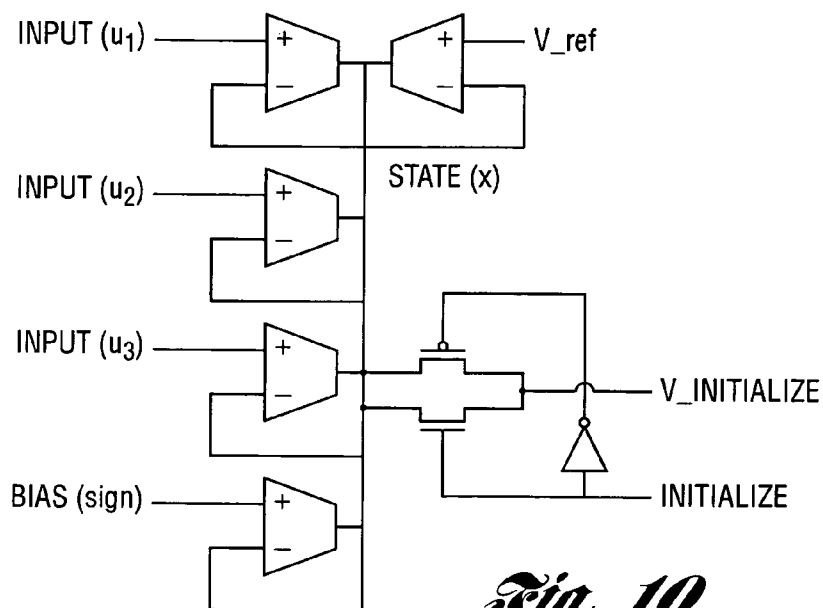 INPUT (u₁)
+
−
+
−
V_ref
STATE (x)
INPUT (u₂)
+
−
INPUT (u₃)
+
−
V_INITIALIZE
INITIALIZE
BIAS (sign)
+
−
Fig. 10